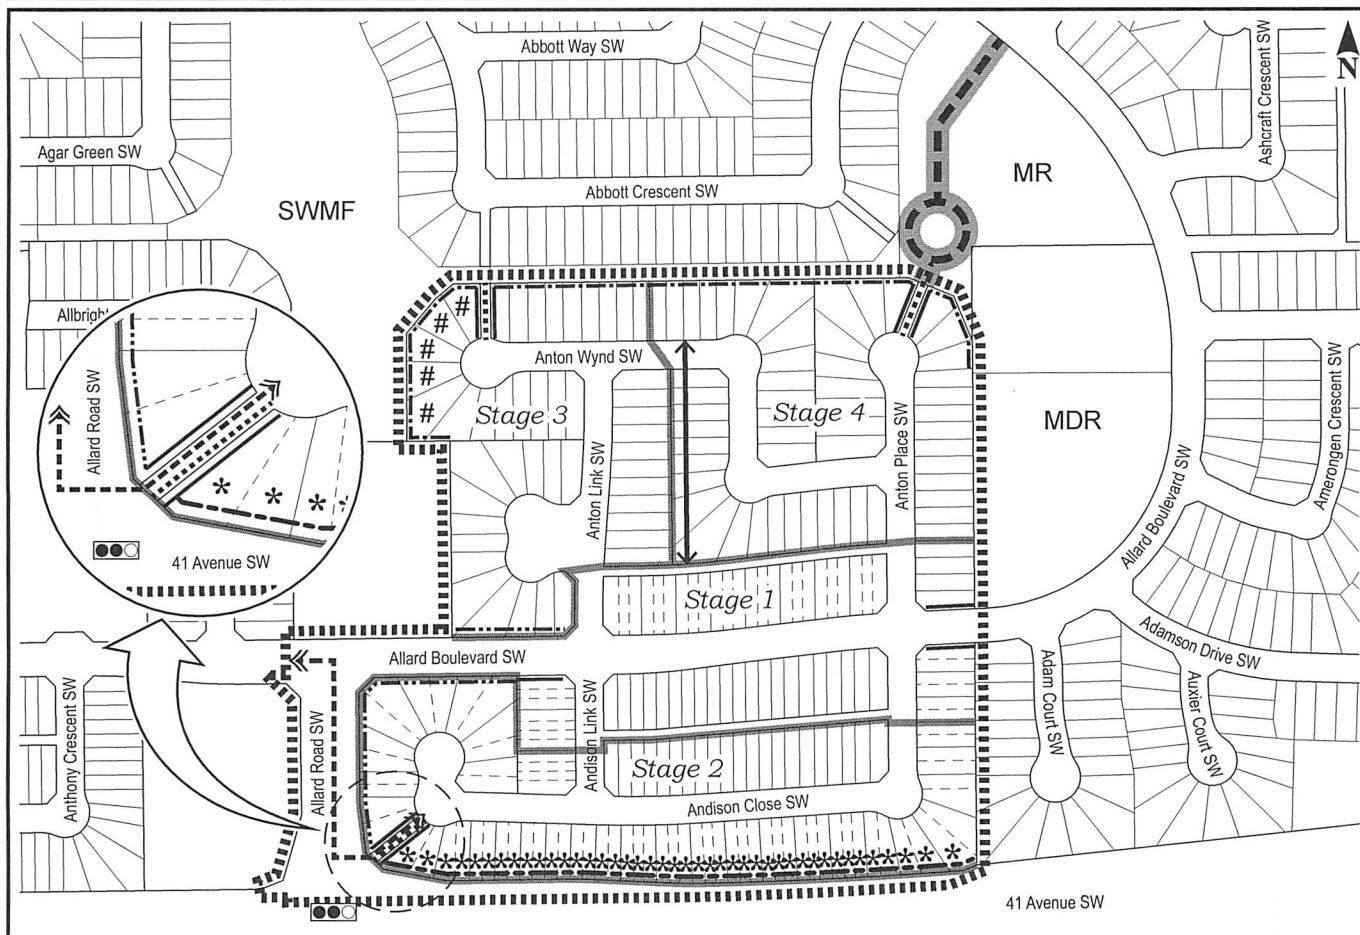 Abbott Way SW
N
Ashcraft Crescent SW
Agar Green SW
MR
Abbott Crescent SW
SWMF
#
#
#
#
#
Anton Wynd SW
Stage 3
Stage 4
MDR
Anton Place SW
Anton Link SW
Amerongen Crescent SW
Allard Boulevard SW
Allard Road SW
* * * *
41 Avenue SW
Stage 1
Allard Boulevard SW
Adamson Drive SW
Adam Court SW
Auxier Court SW
Anthony Crescent SW
Allard Road SW
Andison Link SW
Stage 2
Andison Close SW
41 Avenue SW